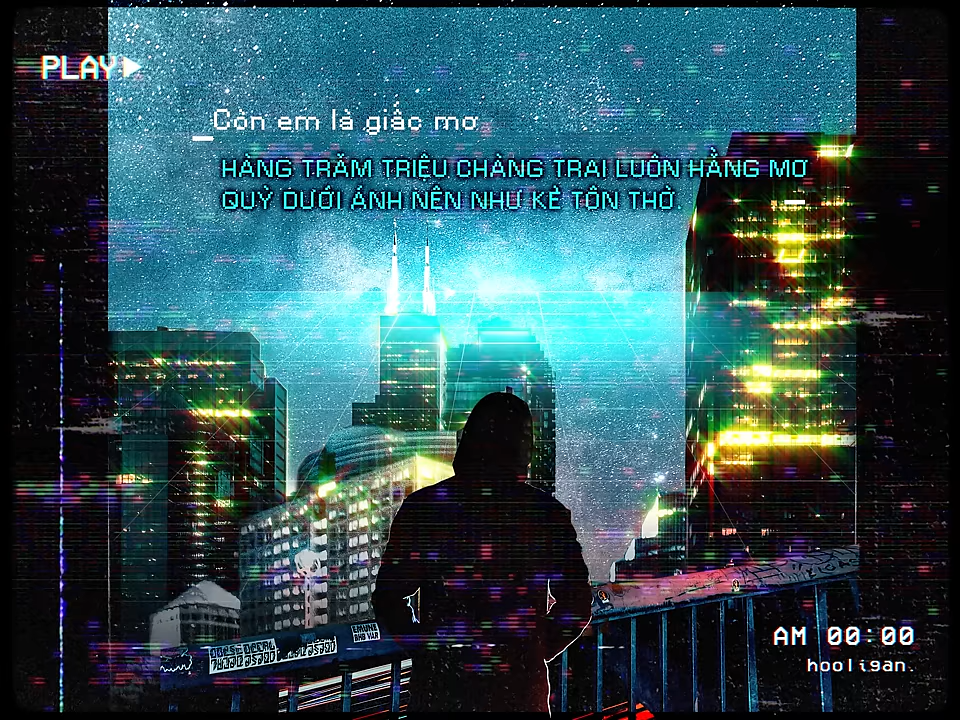 PLAY
_Còn em là giấc mơ
HÀNG TRĂM TRIỆU CHÀNG TRAI LUÔN HẰNG MƠ
QUỲ DƯỚI ÁNH NẾN NHƯ KẺ TÔN THỜ. _
AM 00:00
hooligan.